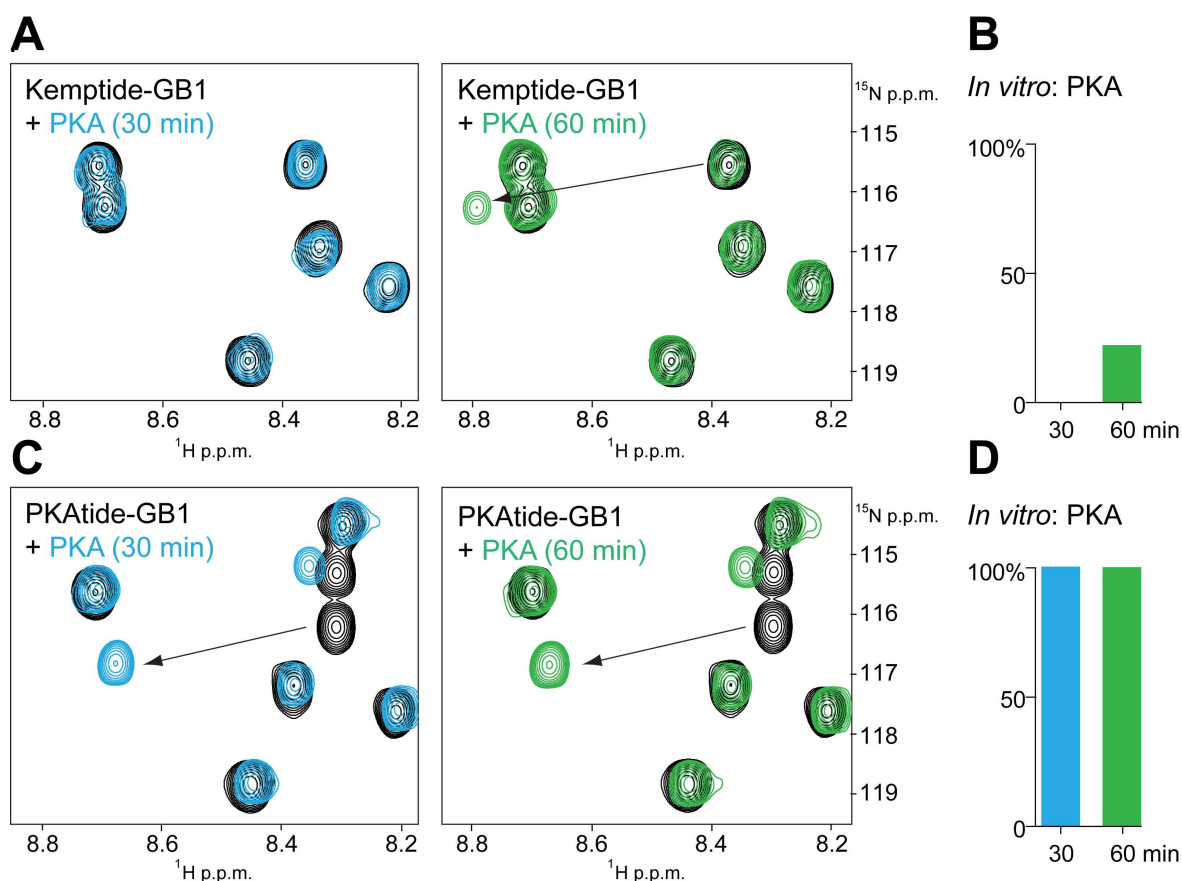 A
Kemptide-GB1
+ PKA (30 min)
8.8 8.6 8.4 8.2
¹H p.p.m.
Kemptide-GB1
+ PKA (60 min)
¹⁵N p.p.m.
115
116
117
118
119
8.8 8.6 8.4 8.2
¹H p.p.m.
B
In vitro: PKA
100%
50
0
30 60 min
C
PKAtide-GB1
+ PKA (30 min)
8.8 8.6 8.4 8.2
¹H p.p.m.
PKAtide-GB1
+ PKA (60 min)
¹⁵N p.p.m.
115
116
117
118
119
8.8 8.6 8.4 8.2
¹H p.p.m.
D
In vitro: PKA
100%
50
0
30 60 min